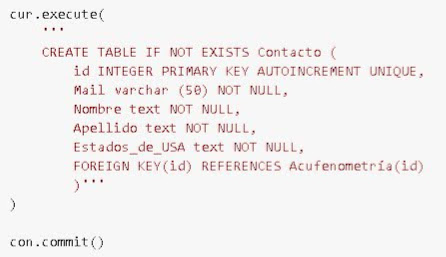 cur.execute(
'''
CREATE TABLE IF NOT EXISTS Contacto (
id INTEGER PRIMARY KEY AUTOINCREMENT UNIQUE,
Mail varchar (50) NOT NULL,
Nombre text NOT NULL,
Apellido text NOT NULL,
Estados_de_USA text NOT NULL,
FOREIGN KEY(id) REFERENCES Acufenometría(id)
)'''
)
con.commit()